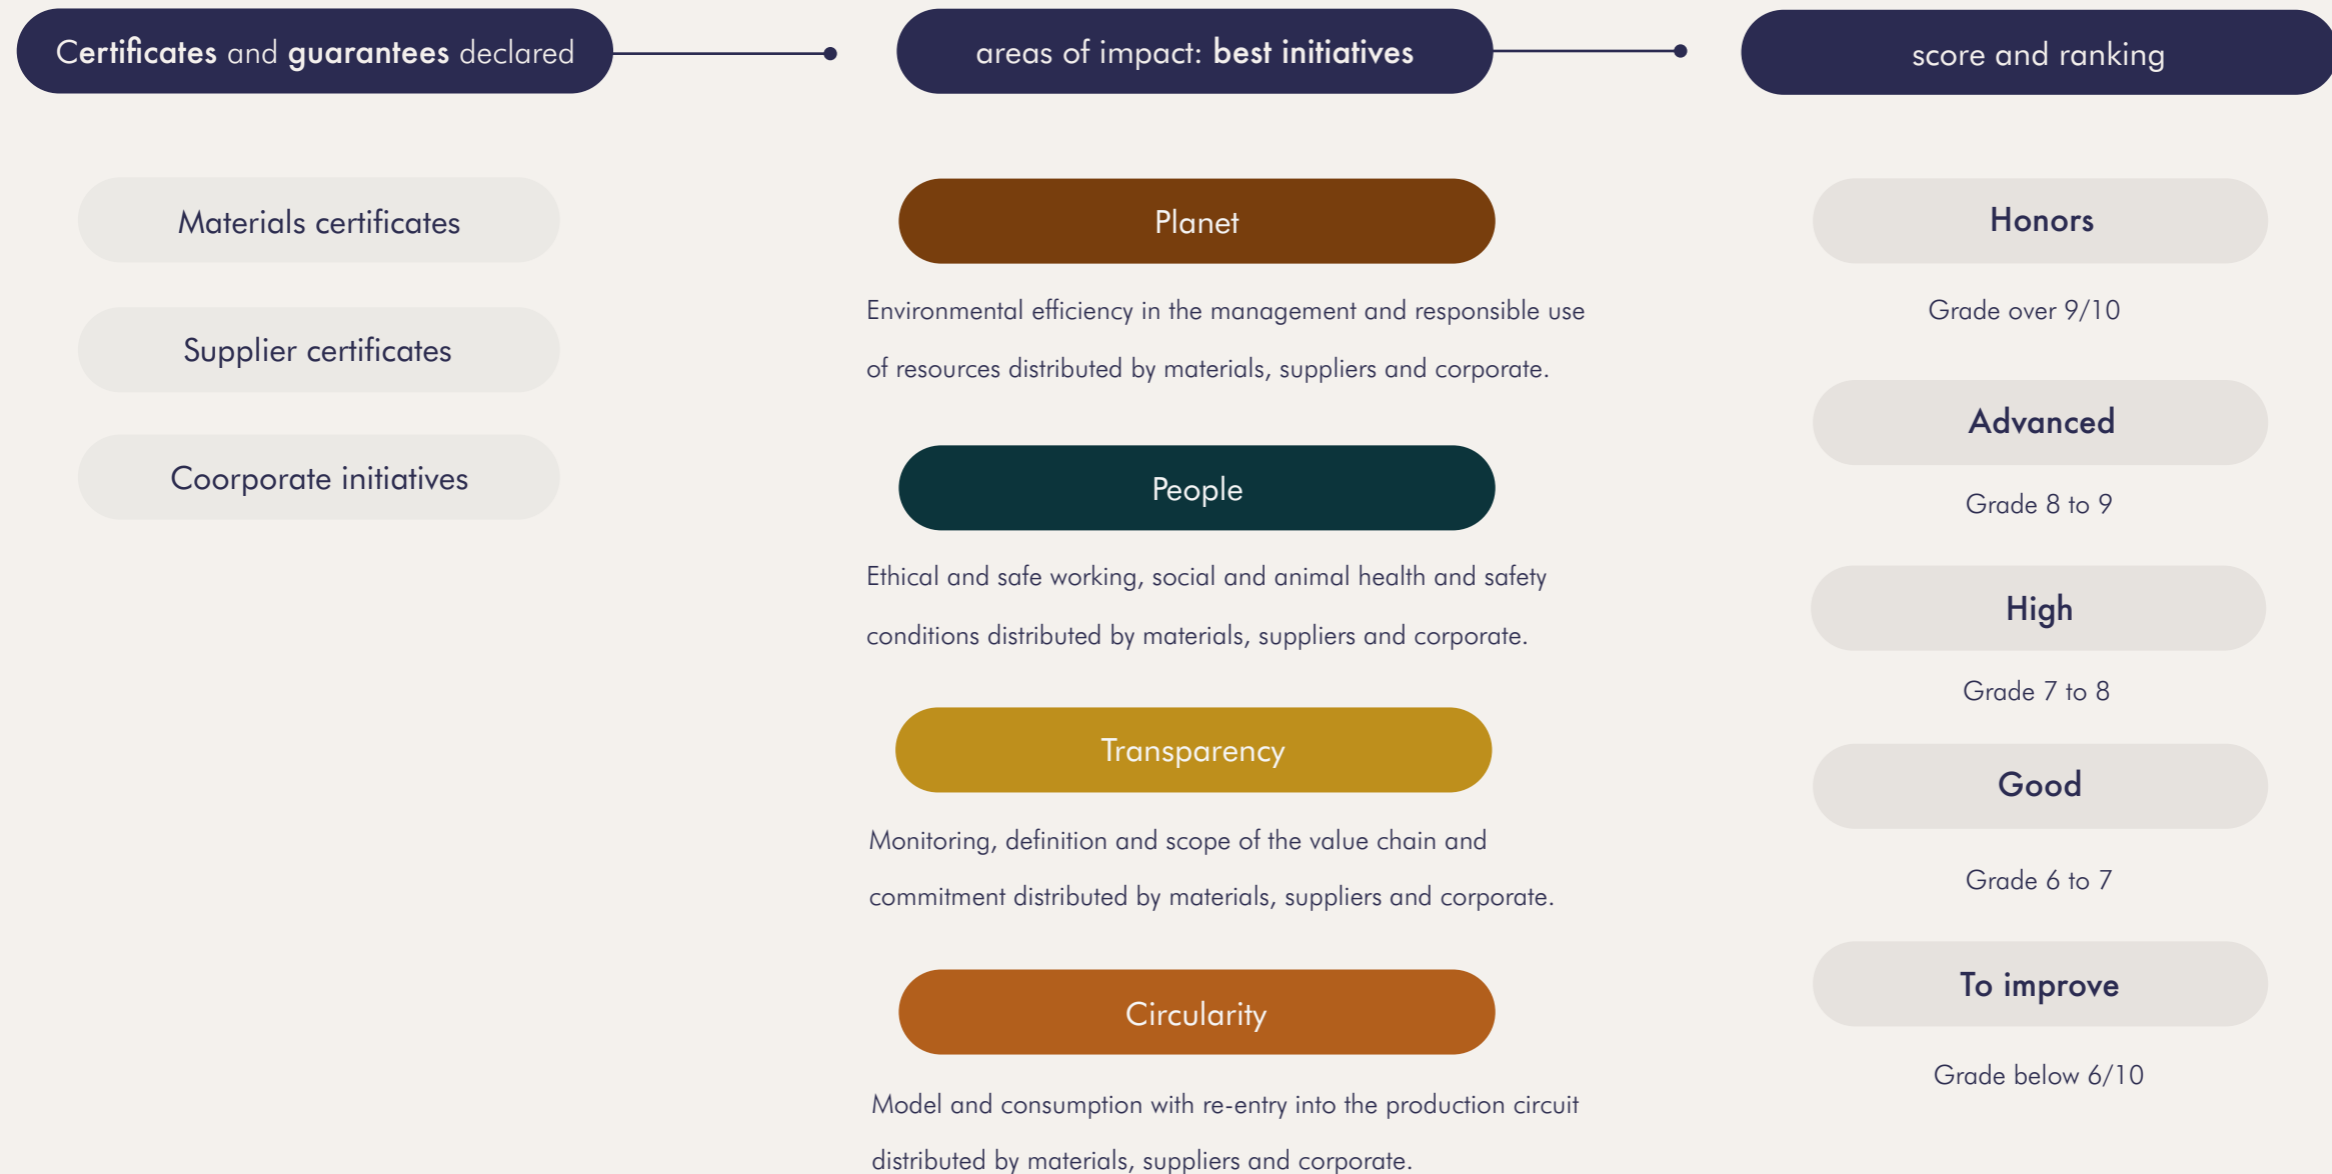 Certificates and guarantees declared
Materials certificates
Supplier certificates
Coorporate initiatives
areas of impact: best initiatives
Planet
Environmental efficiency in the management and responsible use
of resources distributed by materials, suppliers and corporate.
People
Ethical and safe working, social and animal health and safety
conditions distributed by materials, suppliers and corporate.
Transparency
Monitoring, definition and scope of the value chain and
commitment distributed by materials, suppliers and corporate.
Circularity
Model and consumption with re-entry into the production circuit
distributed by materials, suppliers and corporate.
score and ranking
Honors
Grade over 9/10
Advanced
Grade 8 to 9
High
Grade 7 to 8
Good
Grade 6 to 7
To improve
Grade below 6/10